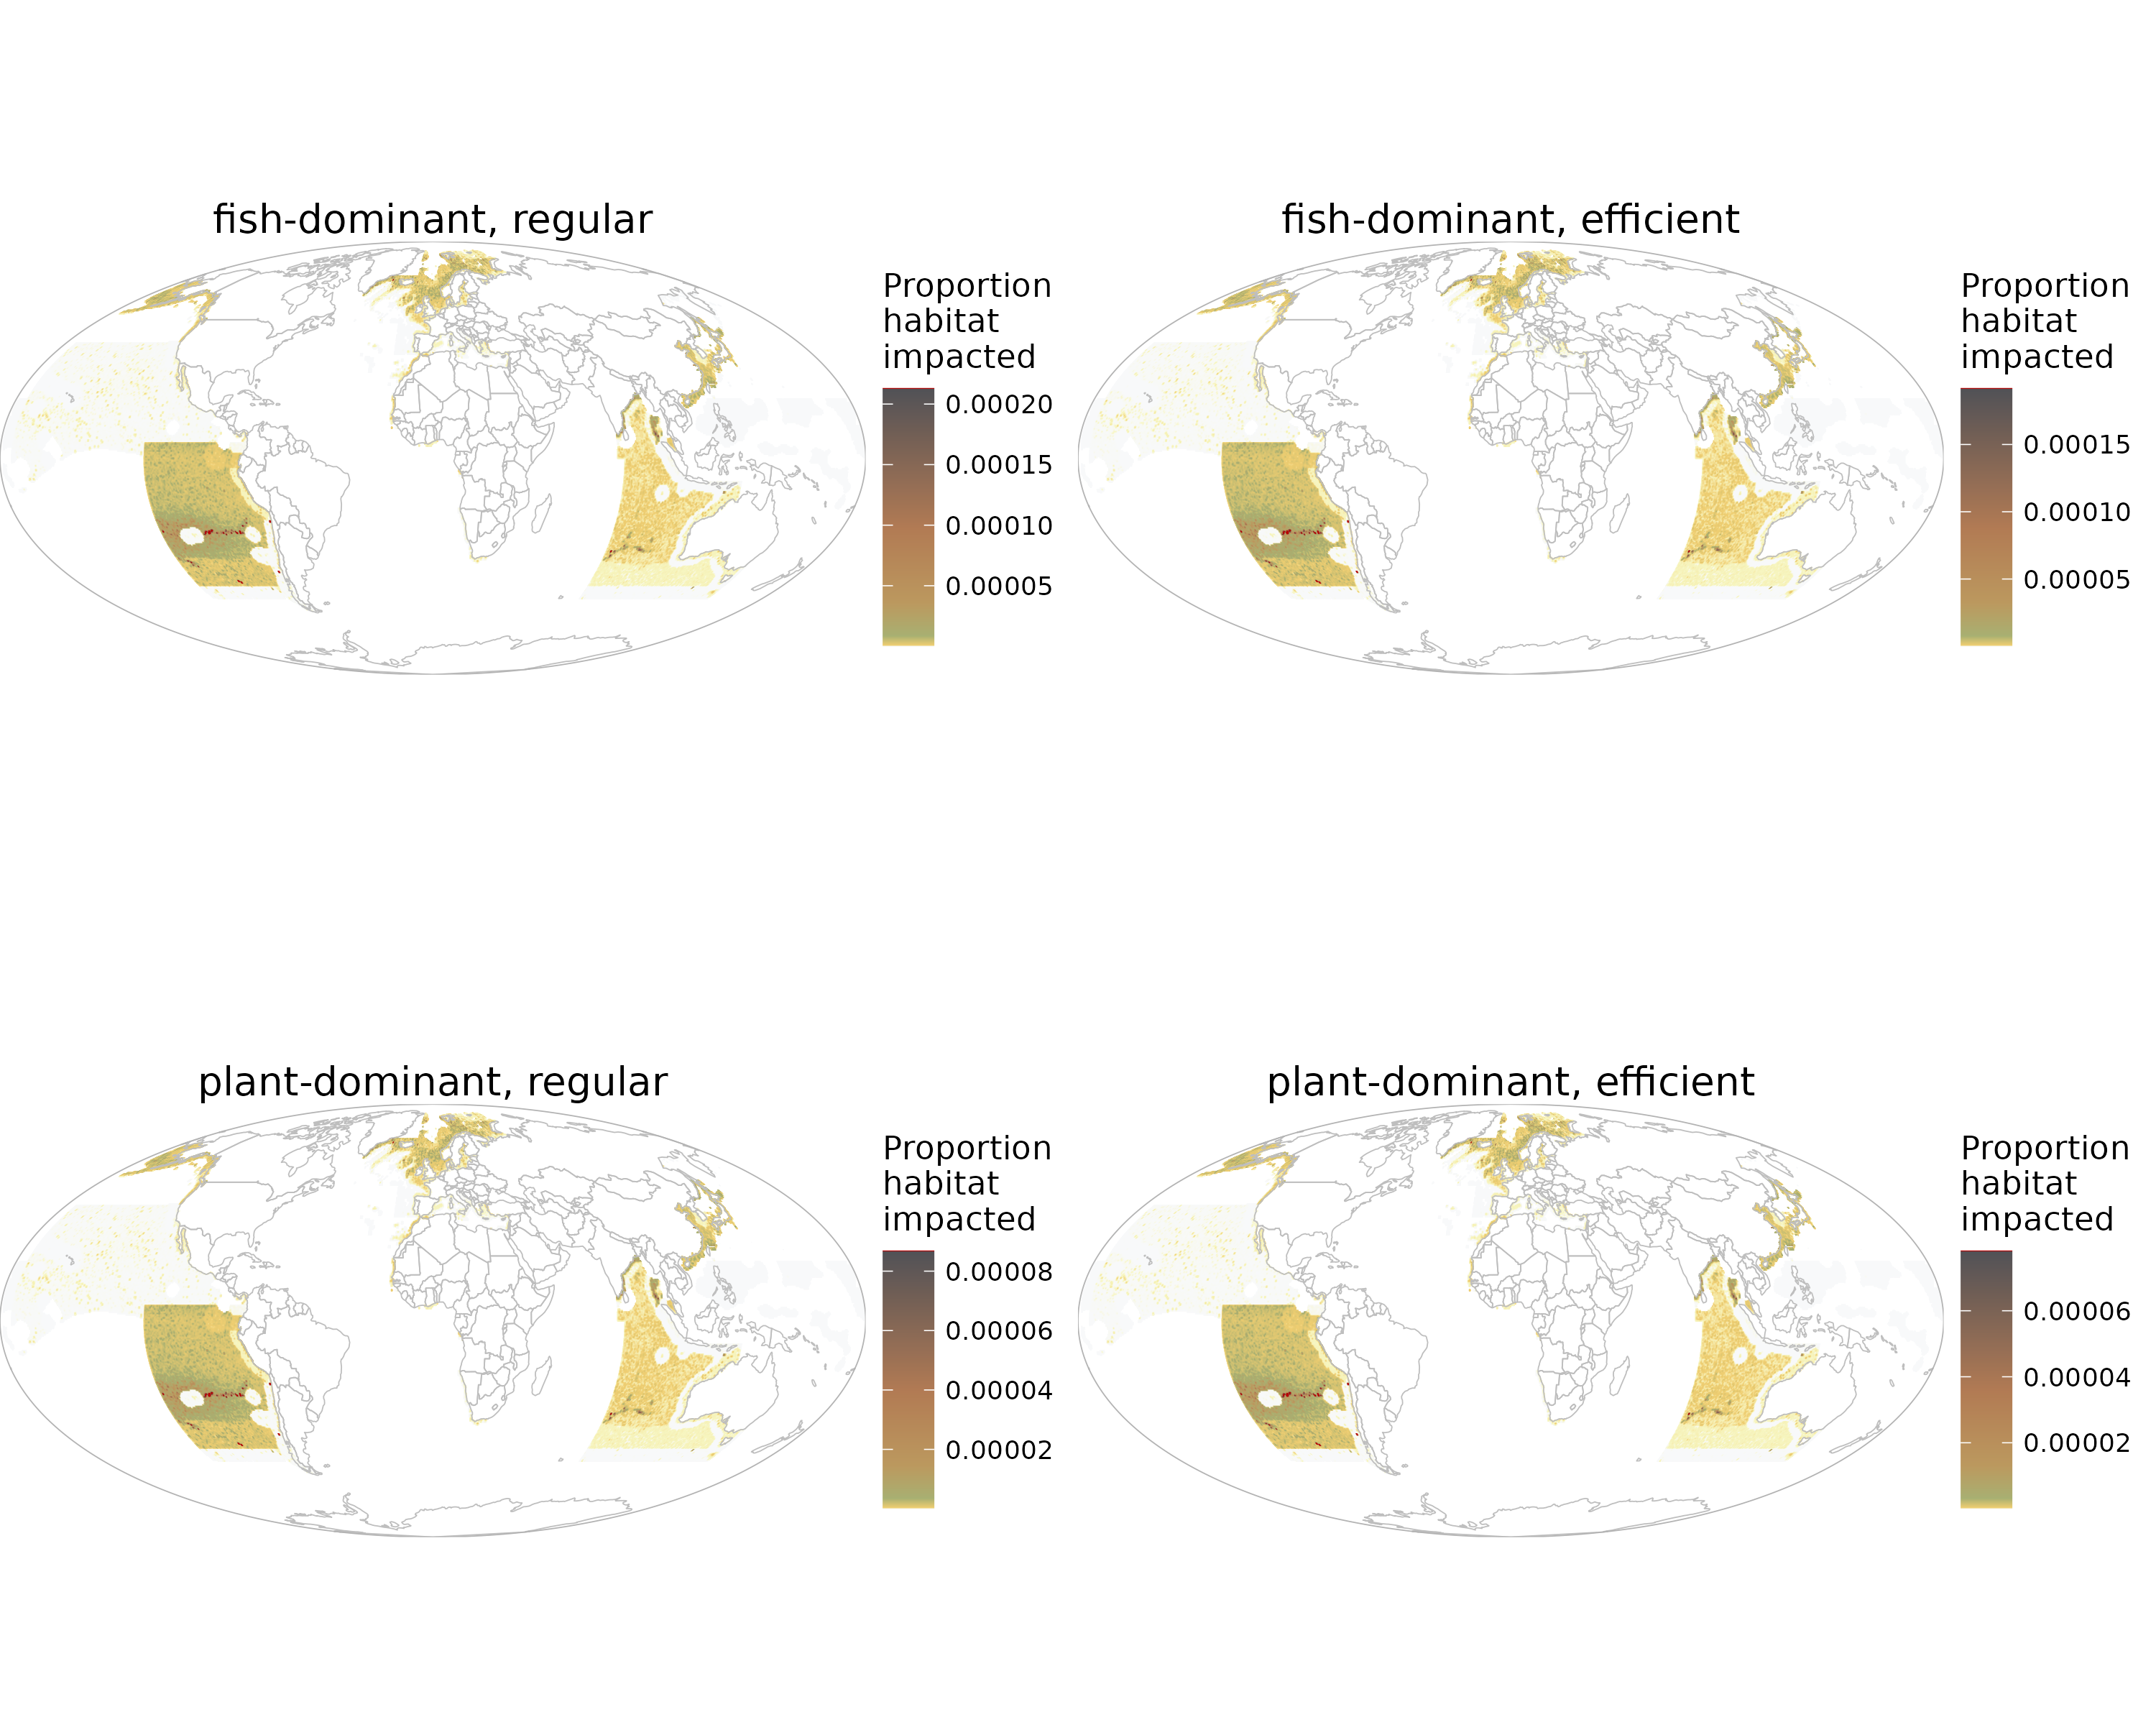 fish-dominant, regular
Proportion
habitat
impacted
0.00020
0.00015
0.00010
0.00005
fish-dominant, efficient
Proportion
habitat
impacted
0.00015
0.00010
0.00005
plant-dominant, regular
Proportion
habitat
impacted
0.00008
0.00006
0.00004
0.00002
plant-dominant, efficient
Proportion
habitat
impacted
0.00006
0.00004
0.00002